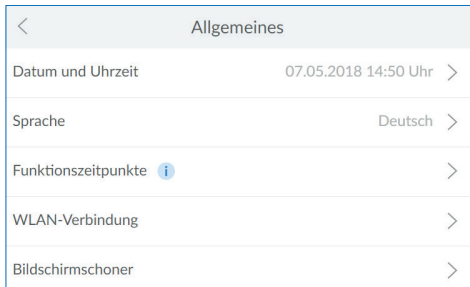 Allgemeines
Datum und Uhrzeit 07.05.2018 14:50 Uhr
Sprache Deutsch
Funktionszeitpunkte i
WLAN-Verbindung
Bildschirmschoner